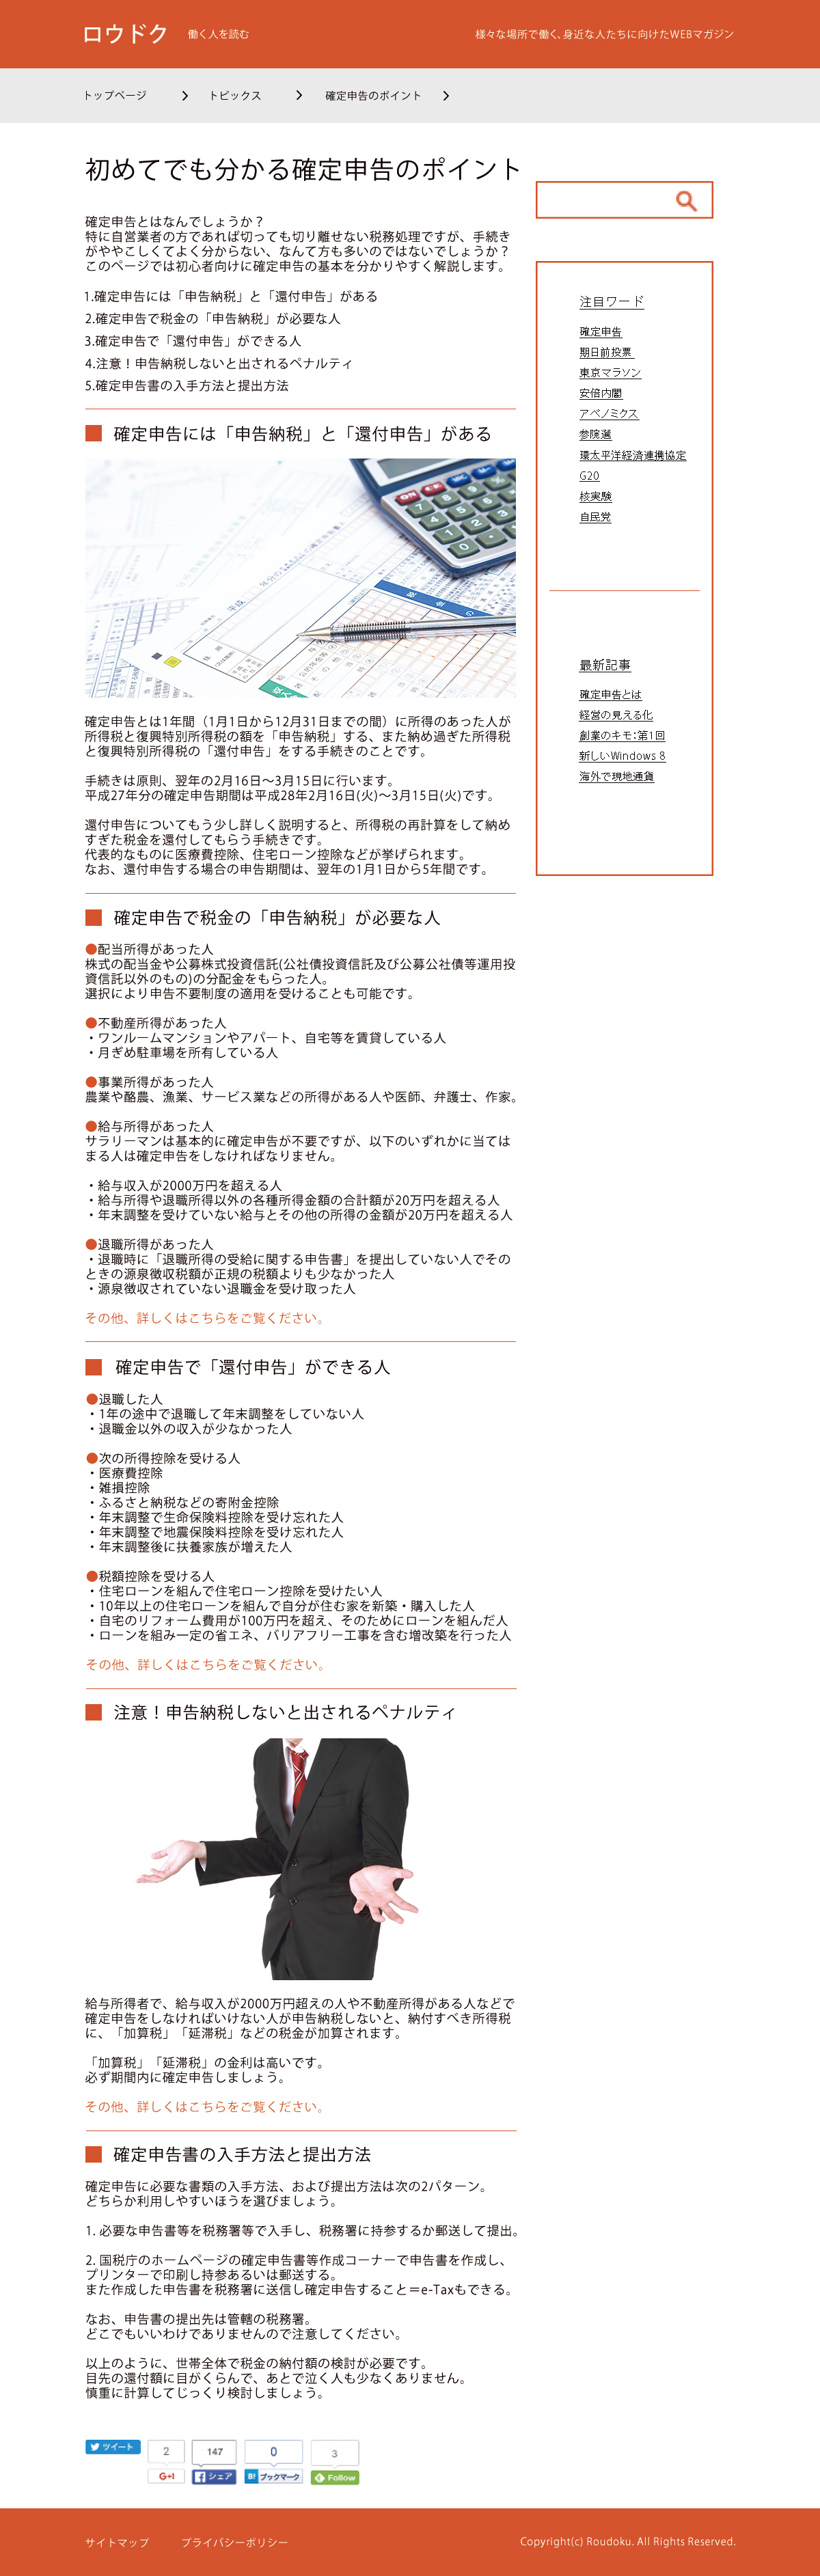 ロウドク
働く人を読む
様々な場所で働く、身近な人たちに向けたWEBマガジン
トップページ
トピックス
確定申告のポイント
初めてでも分かる確定申告のポイント
確定申告とはなんでしょうか？
特に自営業者の方であれば切っても切り離せない税務処理ですが、手続き
がややこしくてよく分からない、なんて方も多いのではないでしょうか？
このページでは初心者向けに確定申告の基本を分かりやすく解説します。
1.確定申告には「申告納税」と「還付申告」がある
2.確定申告で税金の「申告納税」が必要な人
3.確定申告で「還付申告」ができる人
4.注意！申告納税しないと出されるペナルティ
5.確定申告書の入手方法と提出方法
確定申告には「申告納税」と「還付申告」がある
平成
確定申告とは1年間（1月1日から12月31日までの間）に所得のあった人が
所得税と復興特別所得税の額を「申告納税」する、また納め過ぎた所得税
と復興特別所得税の「還付申告」をする手続きのことです。
手続きは原則、翌年の2月16日～3月15日に行います。
平成27年分の確定申告期間は平成28年2月16日(火)～3月15日(火)です。
還付申告についてもう少し詳しく説明すると、所得税の再計算をして納め
すぎた税金を還付してもらう手続きです。
代表的なものに医療費控除、住宅ローン控除などが挙げられます。
なお、還付申告する場合の申告期間は、翌年の1月1日から5年間です。
確定申告で税金の「申告納税」が必要な人
●配当所得があった人
株式の配当金や公募株式投資信託(公社債投資信託及び公募公社債等運用投
資信託以外のもの)の分配金をもらった人。
選択により申告不要制度の適用を受けることも可能です。
●不動産所得があった人
・ワンルームマンションやアパート、自宅等を賃貸している人
・月ぎめ駐車場を所有している人
●事業所得があった人
農業や酪農、漁業、サービス業などの所得がある人や医師、弁護士、作家。
●給与所得があった人
サラリーマンは基本的に確定申告が不要ですが、以下のいずれかに当ては
まる人は確定申告をしなければなりません。
・給与収入が2000万円を超える人
・給与所得や退職所得以外の各種所得金額の合計額が20万円を超える人
・年末調整を受けていない給与とその他の所得の金額が20万円を超える人
●退職所得があった人
・退職時に「退職所得の受給に関する申告書」を提出していない人でその
ときの源泉徴収税額が正規の税額よりも少なかった人
・源泉徴収されていない退職金を受け取った人
その他、詳しくはこちらをご覧ください。
確定申告で「還付申告」ができる人
●退職した人
・1年の途中で退職して年末調整をしていない人
・退職金以外の収入が少なかった人
●次の所得控除を受ける人
・医療費控除
・雑損控除
・ふるさと納税などの寄附金控除
・年末調整で生命保険料控除を受け忘れた人
・年末調整で地震保険料控除を受け忘れた人
・年末調整後に扶養家族が増えた人
●税額控除を受ける人
・住宅ローンを組んで住宅ローン控除を受けたい人
・10年以上の住宅ローンを組んで自分が住む家を新築・購入した人
・自宅のリフォーム費用が100万円を超え、そのためにローンを組んだ人
・ローンを組み一定の省エネ、バリアフリー工事を含む増改築を行った人
その他、詳しくはこちらをご覧ください。
注意！申告納税しないと出されるペナルティ
給与所得者で、給与収入が2000万円超えの人や不動産所得がある人などで
確定申告をしなければいけない人が申告納税しないと、納付すべき所得税
に、「加算税」「延滞税」などの税金が加算されます。
「加算税」「延滞税」の金利は高いです。
必ず期間内に確定申告しましょう。
その他、詳しくはこちらをご覧ください。
確定申告書の入手方法と提出方法
確定申告に必要な書類の入手方法、および提出方法は次の2パターン。
どちらか利用しやすいほうを選びましょう。
1. 必要な申告書等を税務署等で入手し、税務署に持参するか郵送して提出。
2. 国税庁のホームページの確定申告書等作成コーナーで申告書を作成し、
プリンターで印刷し持参あるいは郵送する。
また作成した申告書を税務署に送信し確定申告すること＝e-Taxもできる。
なお、申告書の提出先は管轄の税務署。
どこでもいいわけでありませんので注意してください。
以上のように、世帯全体で税金の納付額の検討が必要です。
目先の還付額に目がくらんで、あとで泣く人も少なくありません。
慎重に計算してじっくり検討しましょう。
注目ワード
確定申告
期日前投票
東京マラソン
安倍内閣
アベノミクス
参院選
環太平洋経済連携協定
G20
核実験
自民党
最新記事
確定申告とは
経営の見える化
創業のキモ:第1回
新しいWindows 8
海外で現地通貨
ツイート
2
147
0
3
G+1
シェア
B! ブックマーク
Follow
サイトマップ
プライバシーポリシー
Copyright(c) Roudoku. All Rights Reserved.